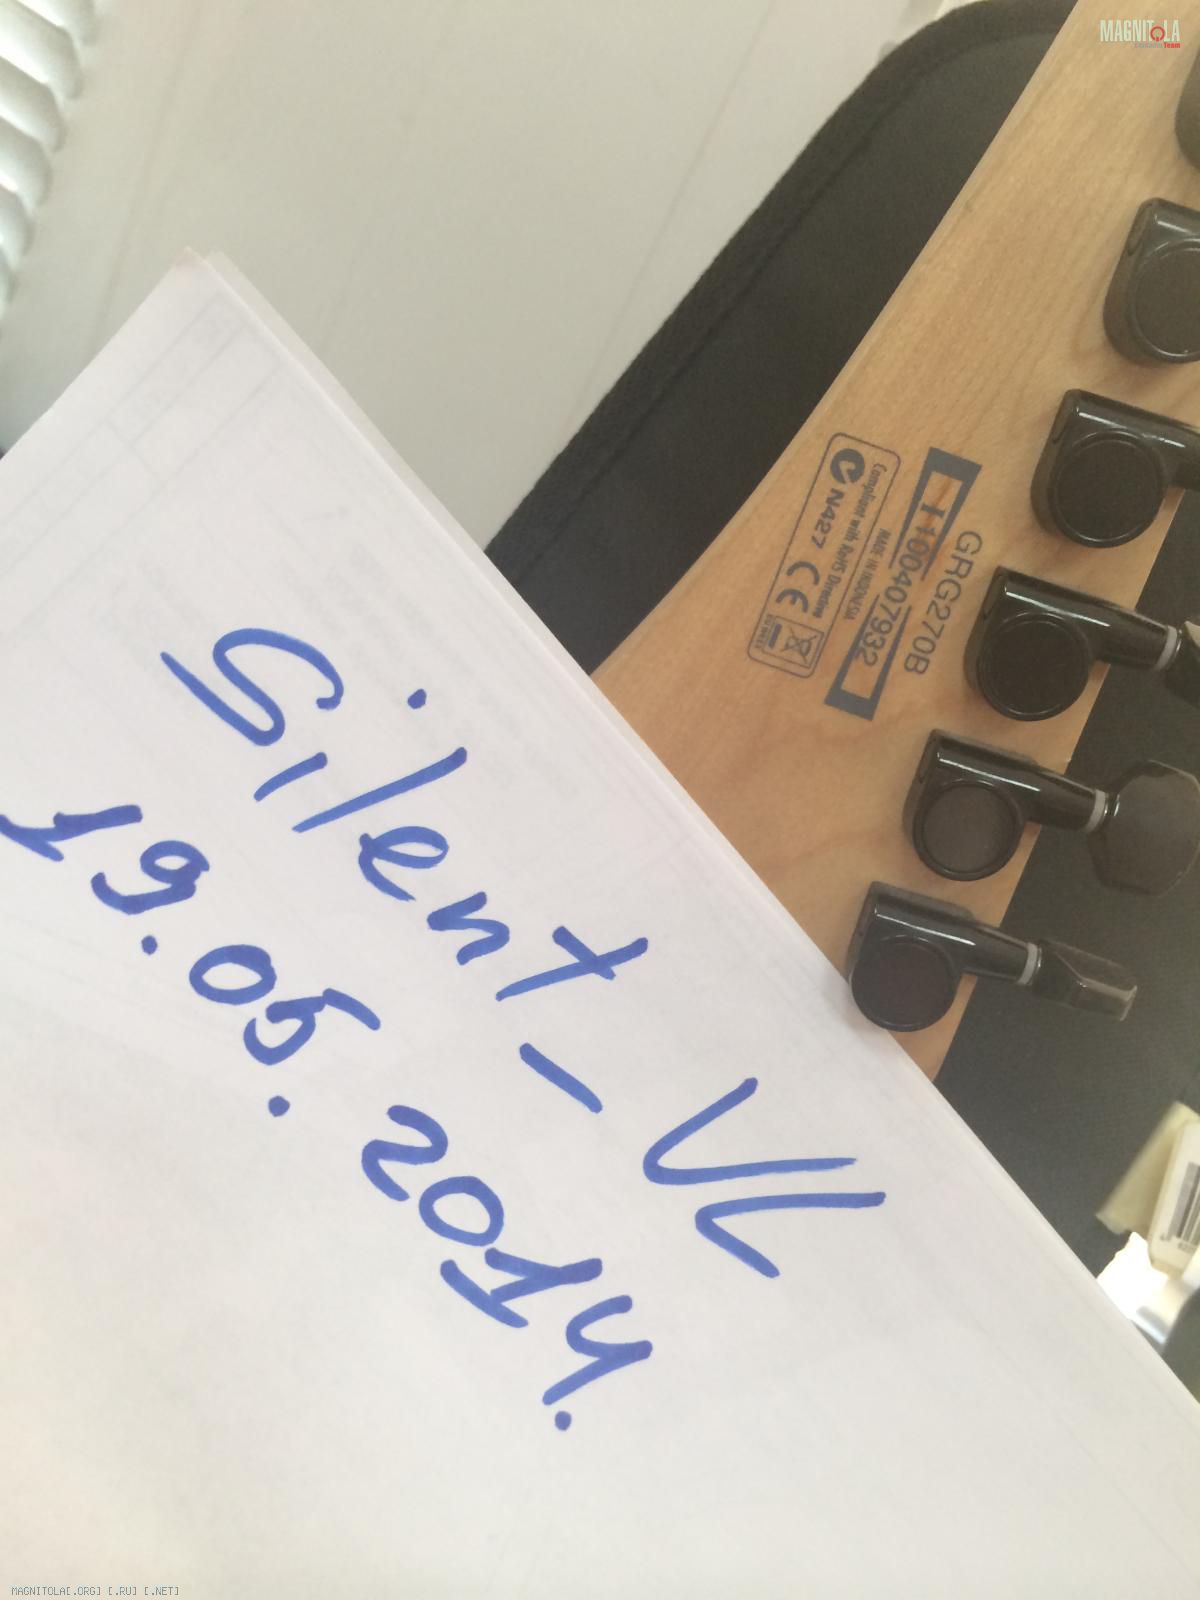 MAGNITOLA
Team
GRG270B
I100407932
MADE IN INDONESIA
Compliant with RoHS Directive
N427 CE
Silent-VL
19.05.2014.
MAGNITOLA[.ORG] [.RU] [.NET]